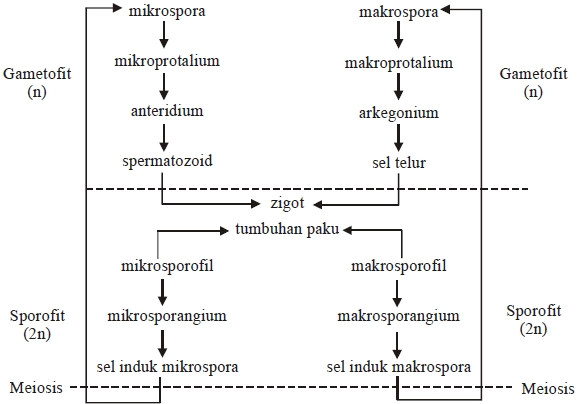 mikrospora makrospora
mikroprotalium makroprotalium
Gametofit Gametofit
(n) (n)
anteridium arkegonium
spermatozoid sel telur
zigot
tumbuhan paku
mikrosporofil makrosporofil
Sporofit mikrosporangium makrosporangium Sporofit
(2n) (2n)
sel induk mikrospora sel induk makrospora
Meiosis Meiosis